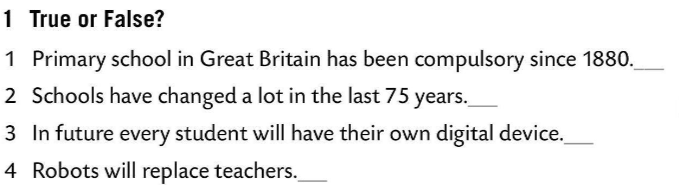 1 True or False?
1 Primary school in Great Britain has been compulsory since 1880.___
2 Schools have changed a lot in the last 75 years.___
3 In future every student will have their own digital device.___
4 Robots will replace teachers.___